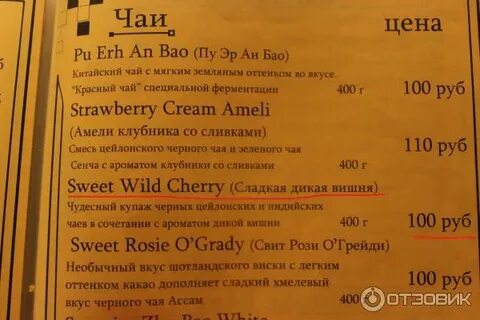 Чаи цена
Pu Erh An Bao (Пу Эр Ан Бао)
Китайский чай с мягким земляным оттенком во вкусе.
"Красный чай" специальной ферментации 400 г 100 руб
Strawberry Cream Ameli
(Амели клубника со сливками) 110 руб
Смесь цейлонского черного чая и зеленого чая
Сенча с ароматом клубники со сливками 400 г
Sweet Wild Cherry (Сладкая дикая вишня)
Чудесный купаж черных цейлонских и индийских
чаев в сочетании с ароматом дикой вишни 400 г 100 руб
Sweet Rosie O'Grady (Свит Рози О'Грейди)
Необычный вкус шотландского виски с легким
оттенком какао дополняет сладкий хмелевый 100 руб
вкус черного чая Ассам 400
ОТЗОВИК